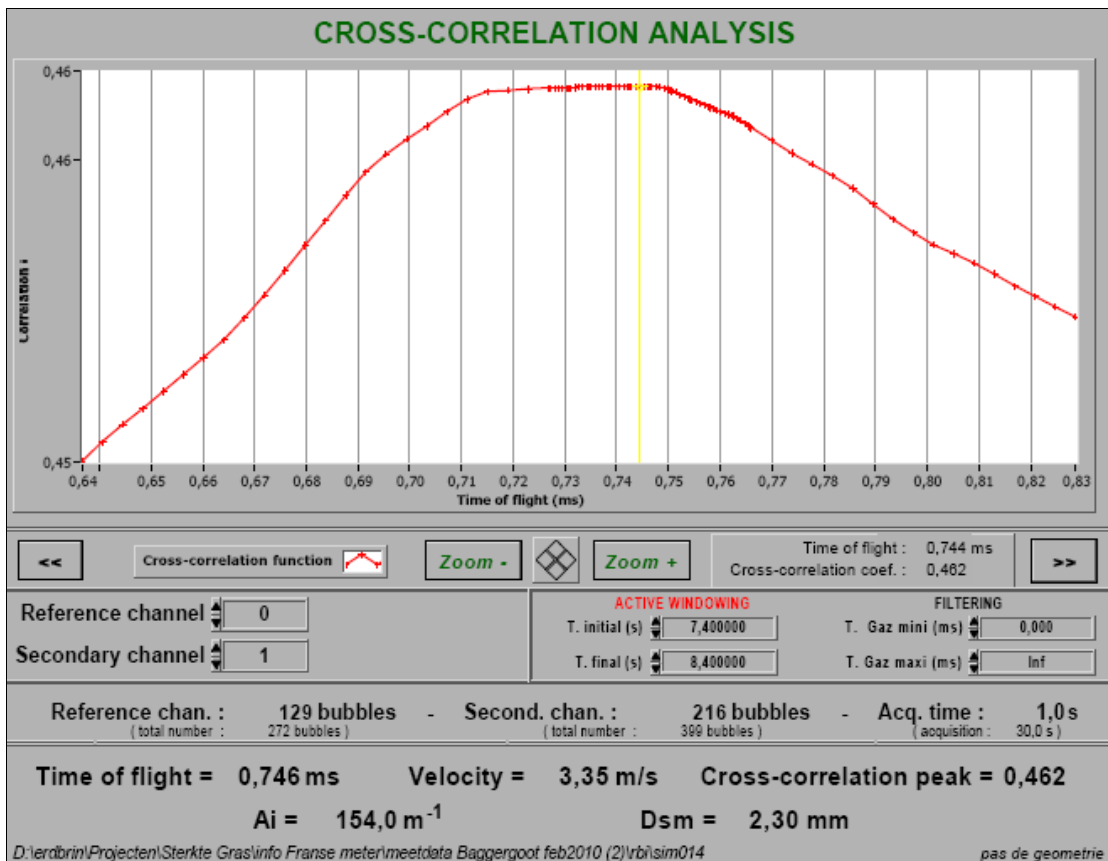 CROSS-CORRELATION ANALYSIS
0,46
0,46
0,45
Correlation
0,64 0,65 0,66 0,67 0,68 0,69 0,70 0,71 0,72 0,73 0,74 0,75 0,76 0,77 0,78 0,79 0,80 0,81 0,82 0,83
Time of flight (ms)
<< Cross-correlation function Zoom - Zoom + Time of flight : 0,744 ms >>
Cross-correlation coef. : 0,462
Reference channel 0
Secondary channel 1
ACTIVE WINDOWING FILTERING
T. initial (s) 7,400000 T. Gaz mini (ms) 0,000
T. final (s) 8,400000 T. Gaz maxi (ms) Inf
Reference chan. : 129 bubbles - Second. chan. : 216 bubbles - Acq. time : 1,0 s
( total number : 272 bubbles ) ( total number : 399 bubbles ) ( acquisition : 30,0 s )
Time of flight = 0,746 ms Velocity = 3,35 m/s Cross-correlation peak = 0,462
Ai = 154,0 m-1 Dsm = 2,30 mm
D:\erdbrin\Projecten\Sterkte Gras\info Franse meter\meetdata Baggergoot feb2010 (2)\rbi\sim014 pas de geometrie